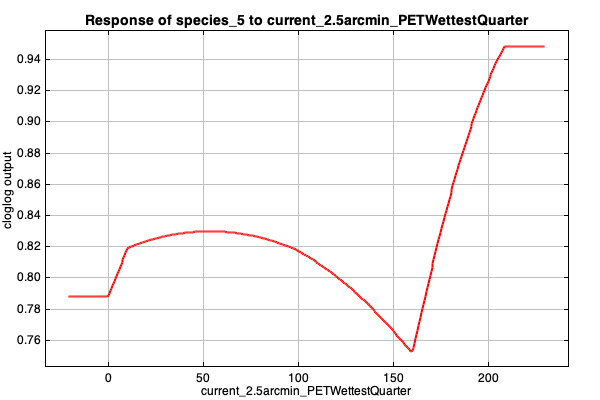 Response of species_5 to current_2.5arcmin_PETWettestQuarter
cloglog output
0.94
0.92
0.90
0.88
0.86
0.84
0.82
0.80
0.78
0.76
0 50 100 150 200
current_2.5arcmin_PETWettestQuarter